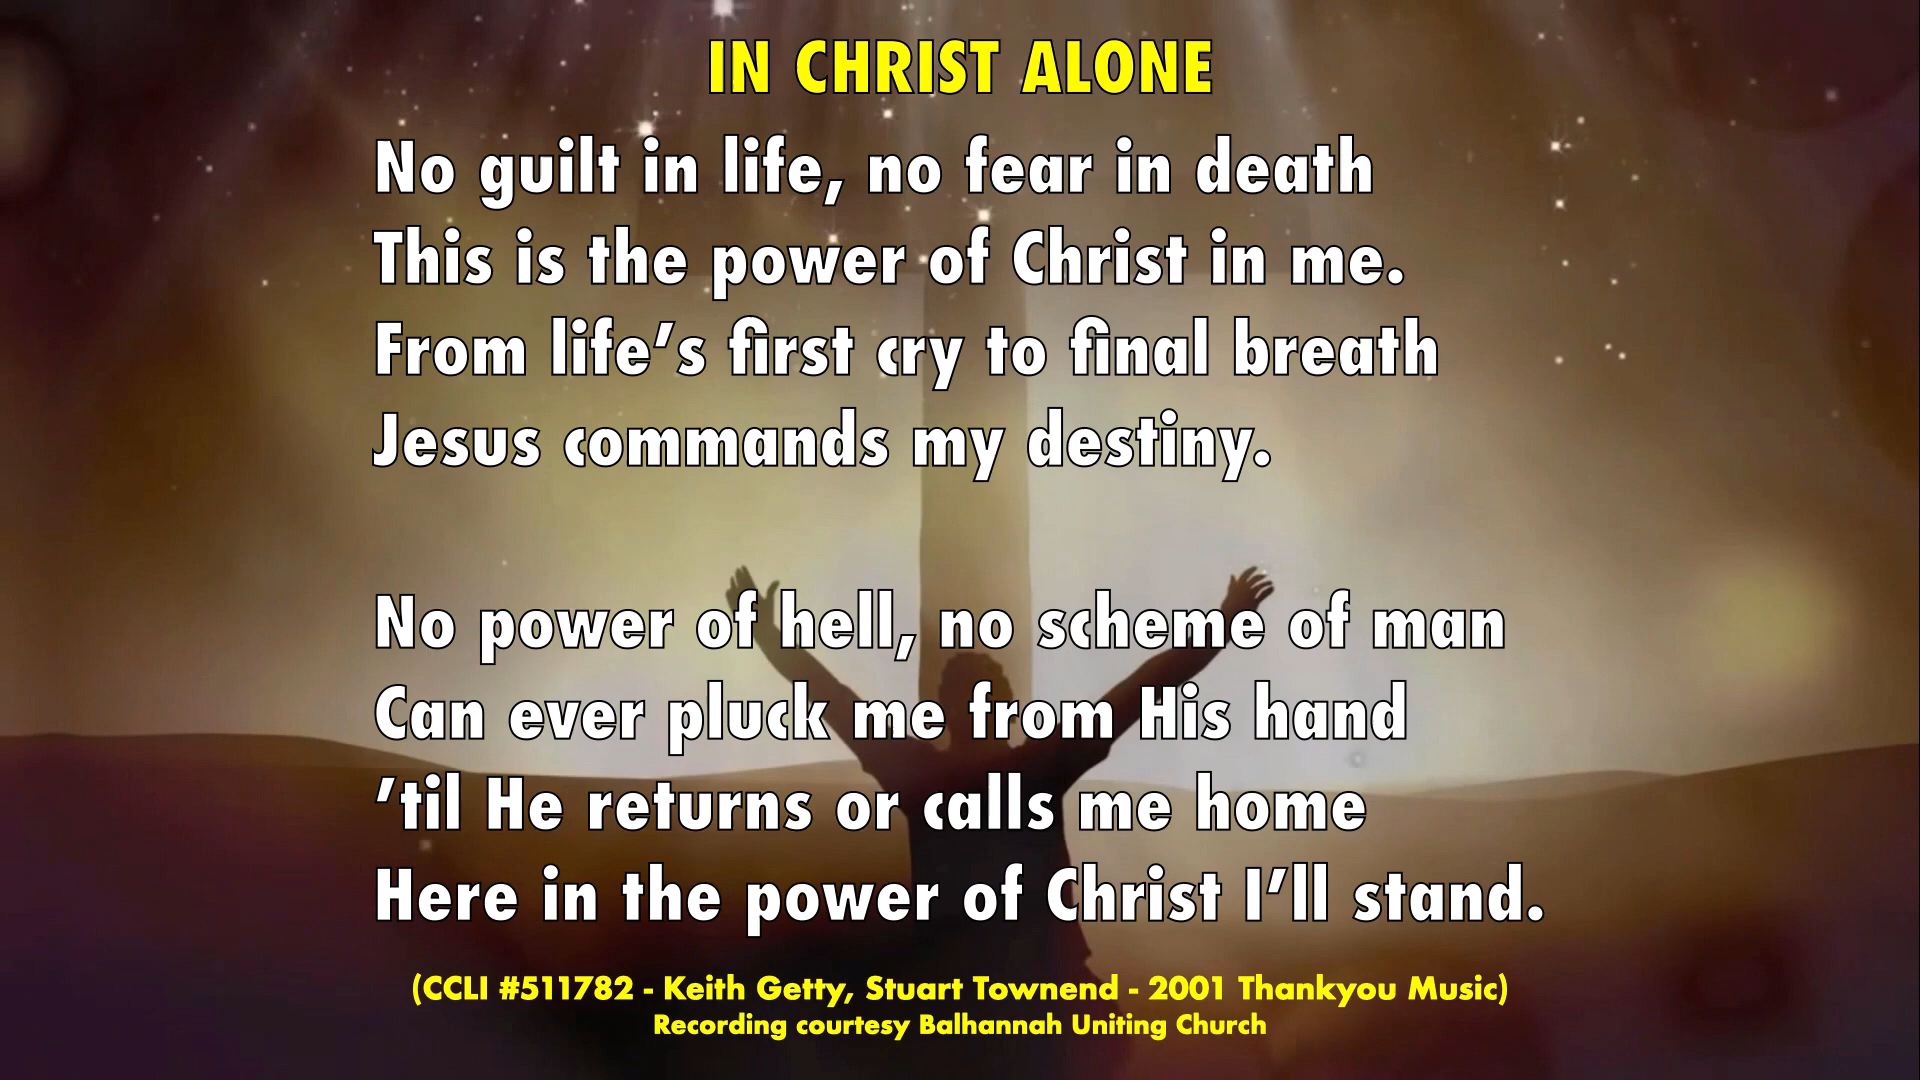 IN CHRIST ALONE
No guilt in life, no fear in death
This is the power of Christ in me.
From life’s first cry to final breath
Jesus commands my destiny.
No power of hell, no scheme of man
Can ever pluck me from His hand
’til He returns or calls me home
Here in the power of Christ I’ll stand.
(CCLI #511782 - Keith Getty, Stuart Townend - 2001 Thankyou Music)
Recording courtesy Balhannah Uniting Church